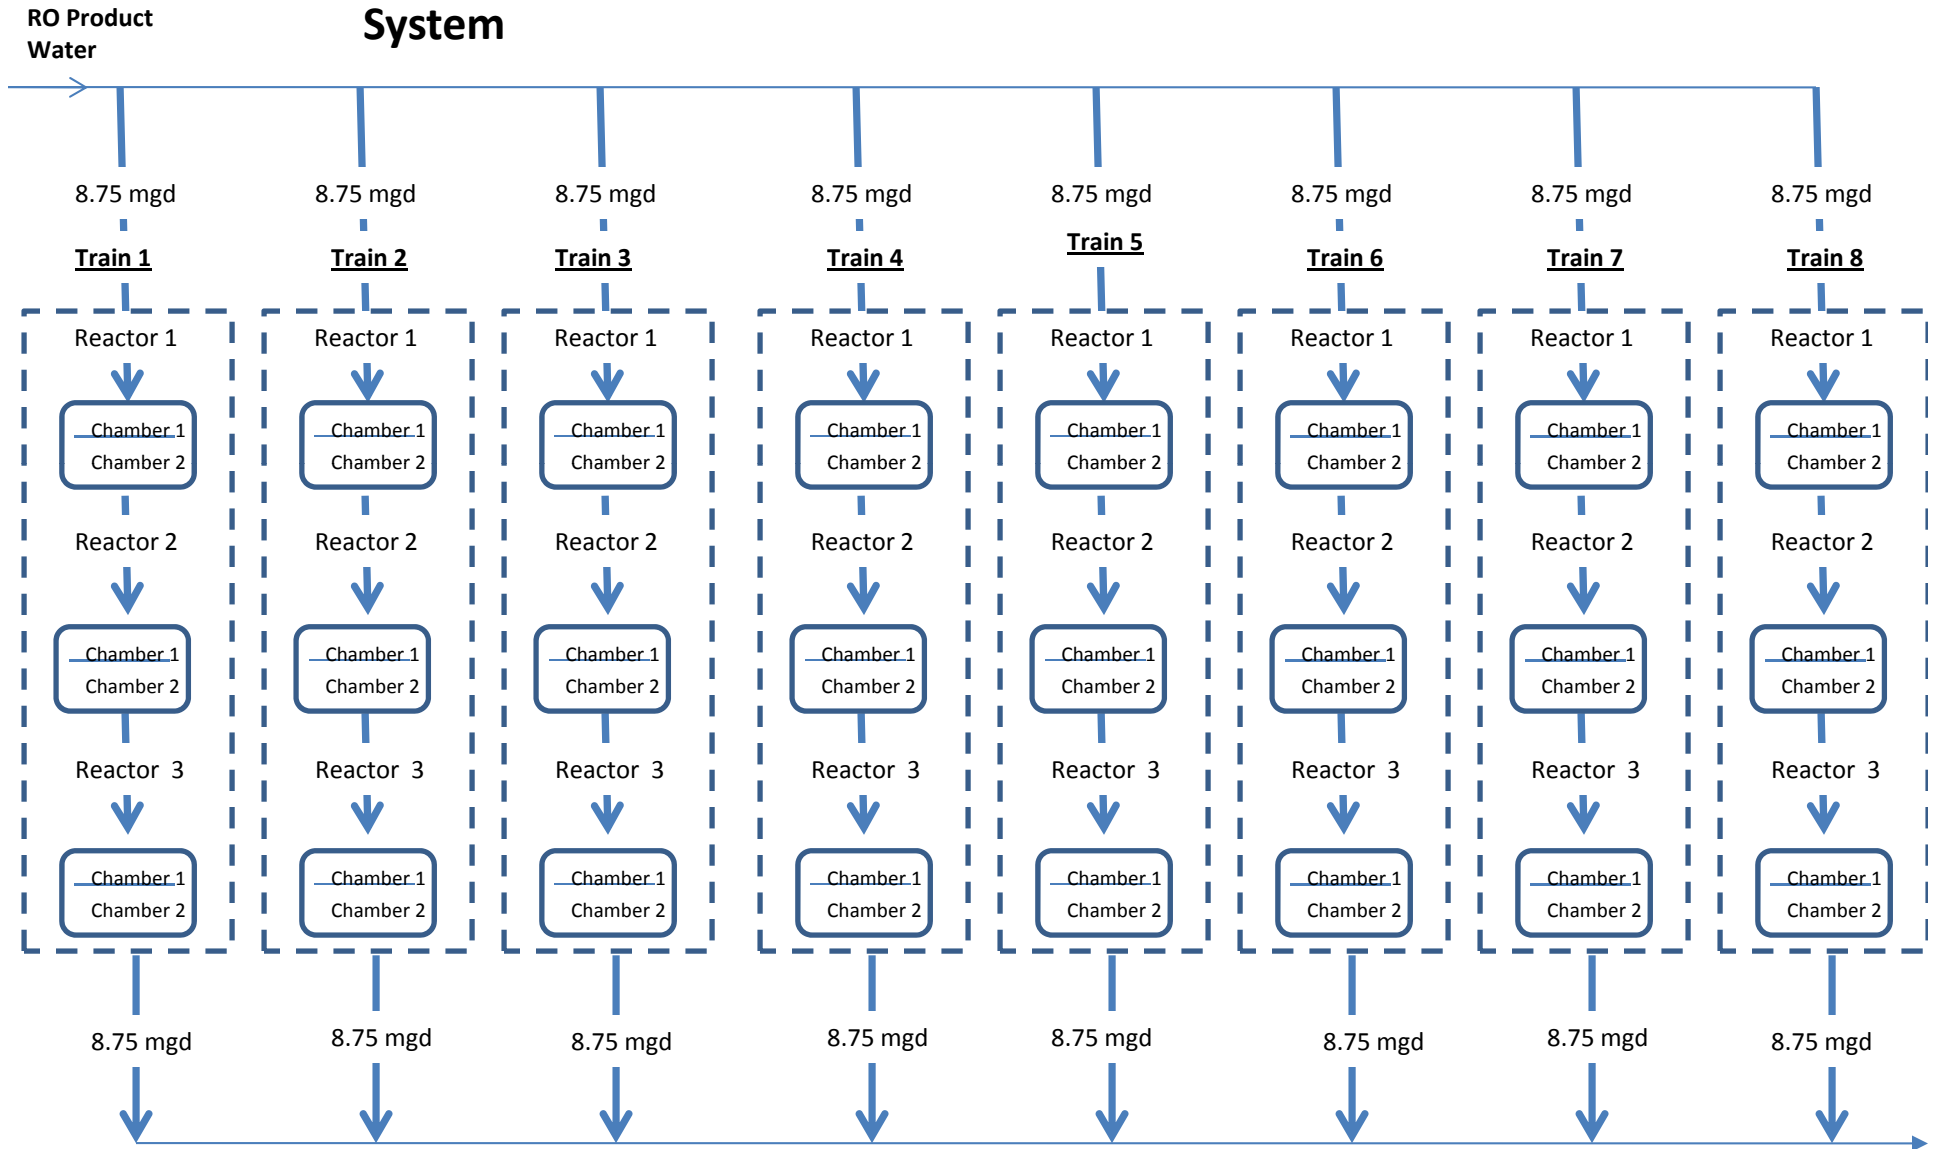 RO Product
Water
System
8.75 mgd 8.75 mgd 8.75 mgd 8.75 mgd 8.75 mgd 8.75 mgd 8.75 mgd 8.75 mgd
Train 1 Train 2 Train 3 Train 4 Train 5 Train 6 Train 7 Train 8
Reactor 1 Reactor 1 Reactor 1 Reactor 1 Reactor 1 Reactor 1 Reactor 1 Reactor 1
Chamber 1 Chamber 1 Chamber 1 Chamber 1 Chamber 1 Chamber 1 Chamber 1 Chamber 1
Chamber 2 Chamber 2 Chamber 2 Chamber 2 Chamber 2 Chamber 2 Chamber 2 Chamber 2
Reactor 2 Reactor 2 Reactor 2 Reactor 2 Reactor 2 Reactor 2 Reactor 2 Reactor 2
Chamber 1 Chamber 1 Chamber 1 Chamber 1 Chamber 1 Chamber 1 Chamber 1 Chamber 1
Chamber 2 Chamber 2 Chamber 2 Chamber 2 Chamber 2 Chamber 2 Chamber 2 Chamber 2
Reactor 3 Reactor 3 Reactor 3 Reactor 3 Reactor 3 Reactor 3 Reactor 3 Reactor 3
Chamber 1 Chamber 1 Chamber 1 Chamber 1 Chamber 1 Chamber 1 Chamber 1 Chamber 1
Chamber 2 Chamber 2 Chamber 2 Chamber 2 Chamber 2 Chamber 2 Chamber 2 Chamber 2
8.75 mgd 8.75 mgd 8.75 mgd 8.75 mgd 8.75 mgd 8.75 mgd 8.75 mgd 8.75 mgd